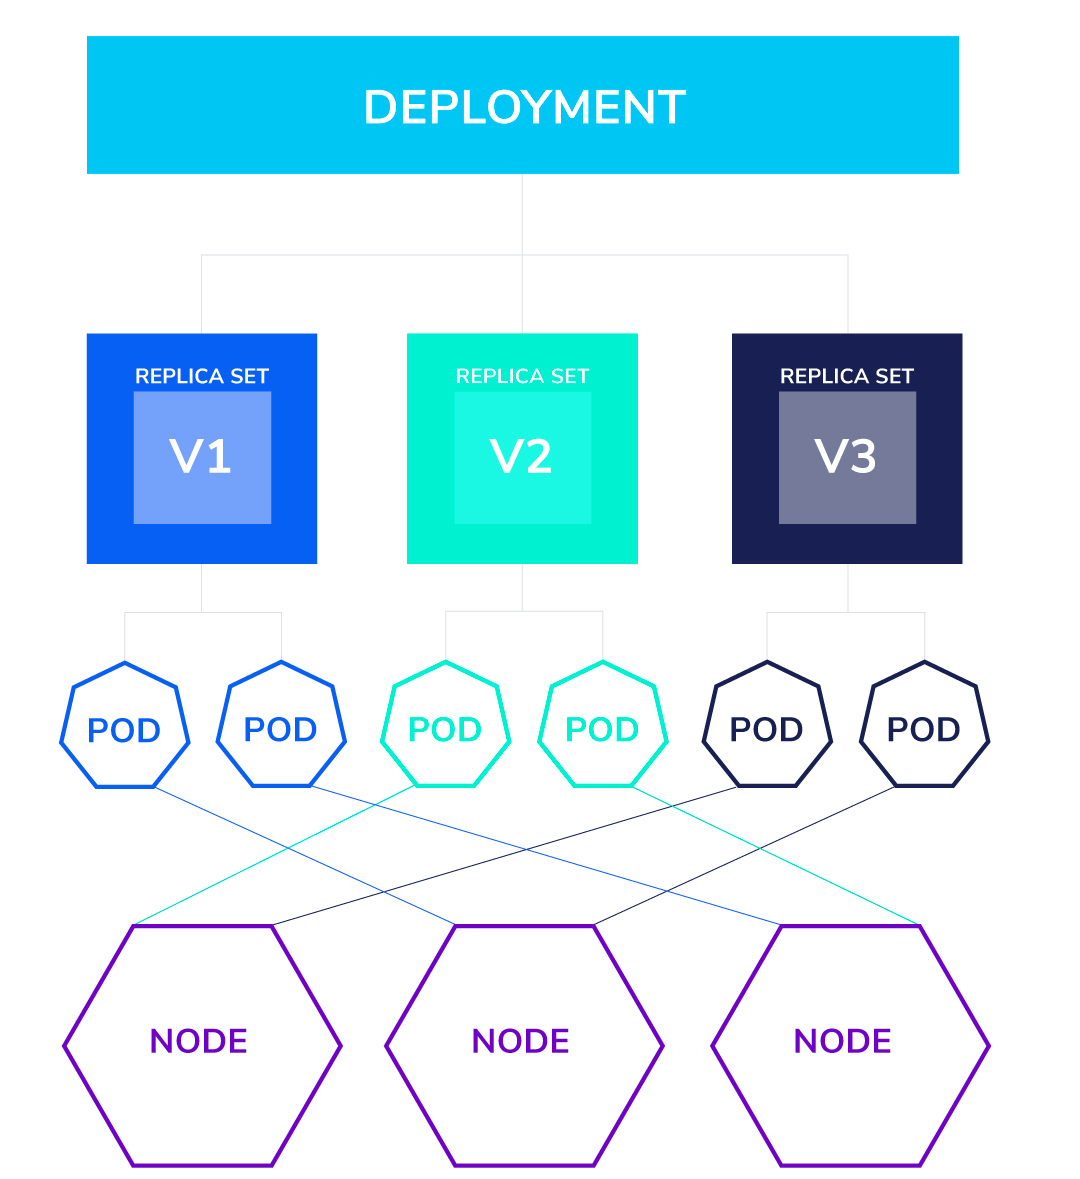 DEPLOYMENT
REPLICA SET
V1
REPLICA SET
V2
REPLICA SET
V3
POD
POD
POD
POD
POD
POD
NODE
NODE
NODE